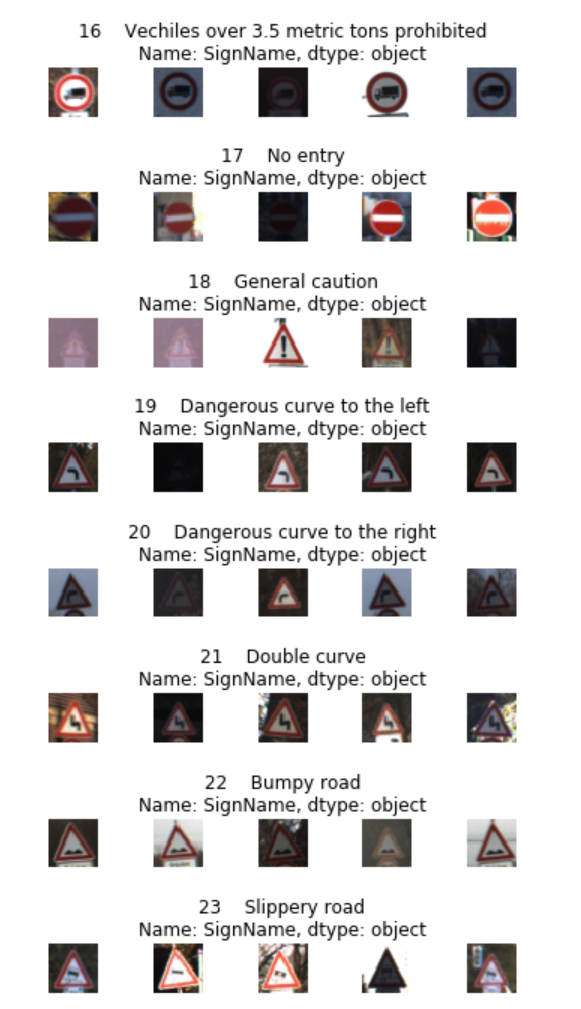 16    Vechiles over 3.5 metric tons prohibited
Name: SignName, dtype: object
17    No entry
Name: SignName, dtype: object
18    General caution
Name: SignName, dtype: object
19    Dangerous curve to the left
Name: SignName, dtype: object
20    Dangerous curve to the right
Name: SignName, dtype: object
21    Double curve
Name: SignName, dtype: object
22    Bumpy road
Name: SignName, dtype: object
23    Slippery road
Name: SignName, dtype: object